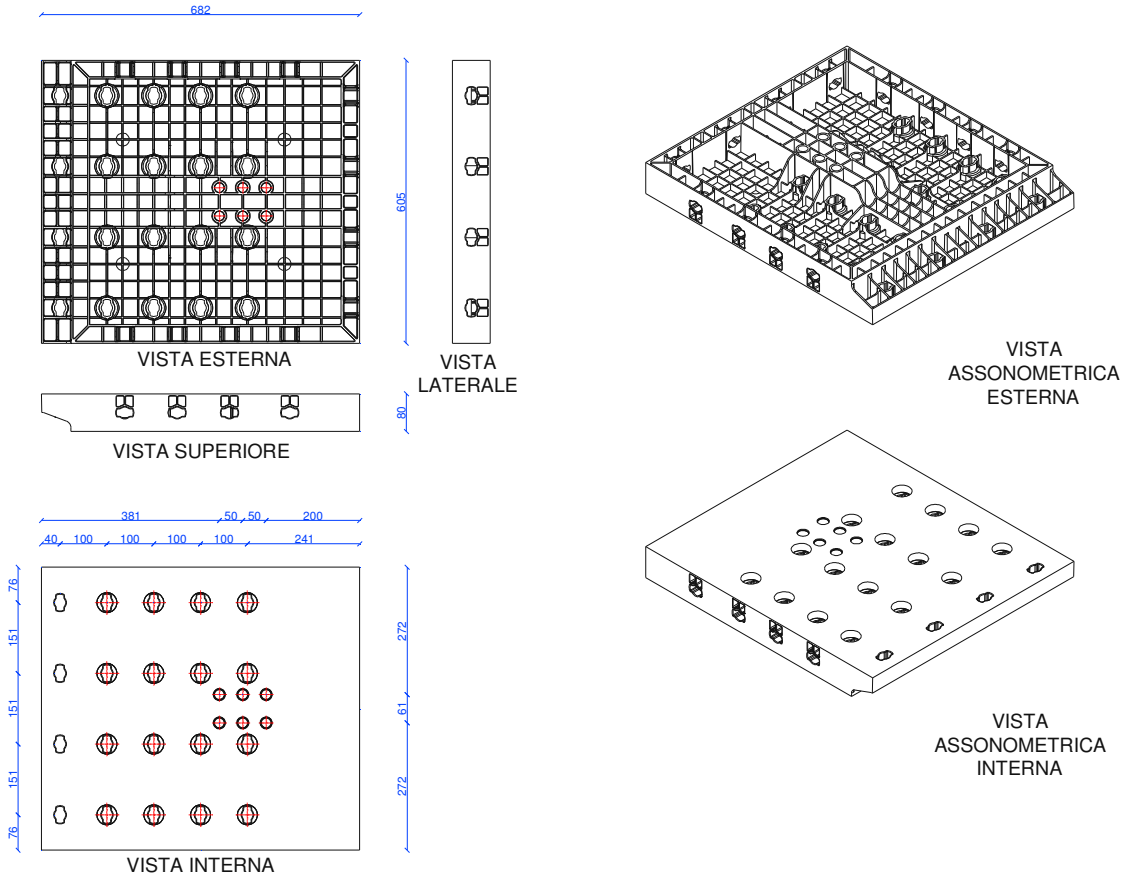 682
605
VISTA ESTERNA
VISTA
LATERALE
80
VISTA SUPERIORE
VISTA
ASSONOMETRICA
ESTERNA
381 50 50 200
40 100 100 100 100 241
76
151
151
151
76
272
61
272
VISTA INTERNA
VISTA
ASSONOMETRICA
INTERNA